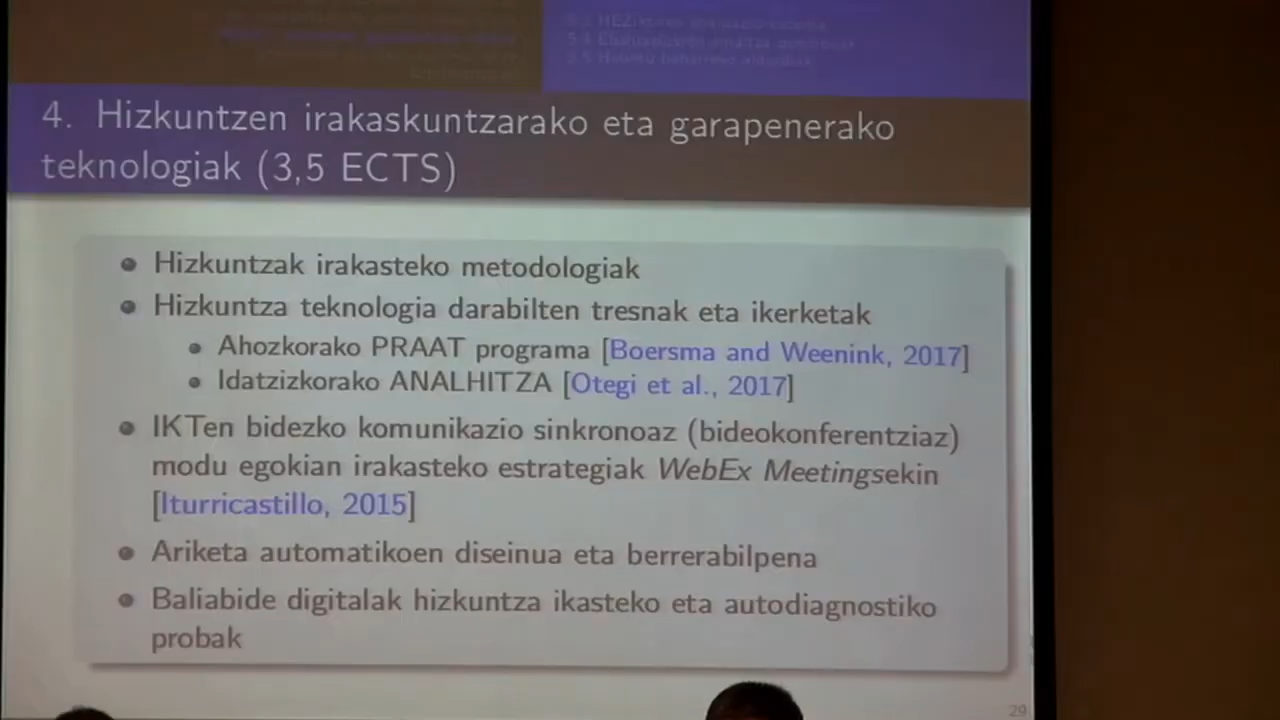 4. Hizkuntzen irakaskuntzarako eta garapenerako
teknologiak (3,5 ECTS)
Hizkuntzak irakasteko metodologiak
Hizkuntza teknologia darabilten tresnak eta ikerketak
Ahozkorako PRAAT programa [Boersma and Weenink, 2017]
Idatzizkorako ANALHITZA [Otegi et al., 2017]
IKTen bidezko komunikazio sinkronoaz (bideokonferentziaz)
modu egokian irakasteko estrategiak WebEx Meetingsekin
[Iturricastillo, 2015]
Ariketa automatikoen diseinua eta berrerabilpena
Baliabide digitalak hizkuntza ikasteko eta autodiagnostiko
probak
29